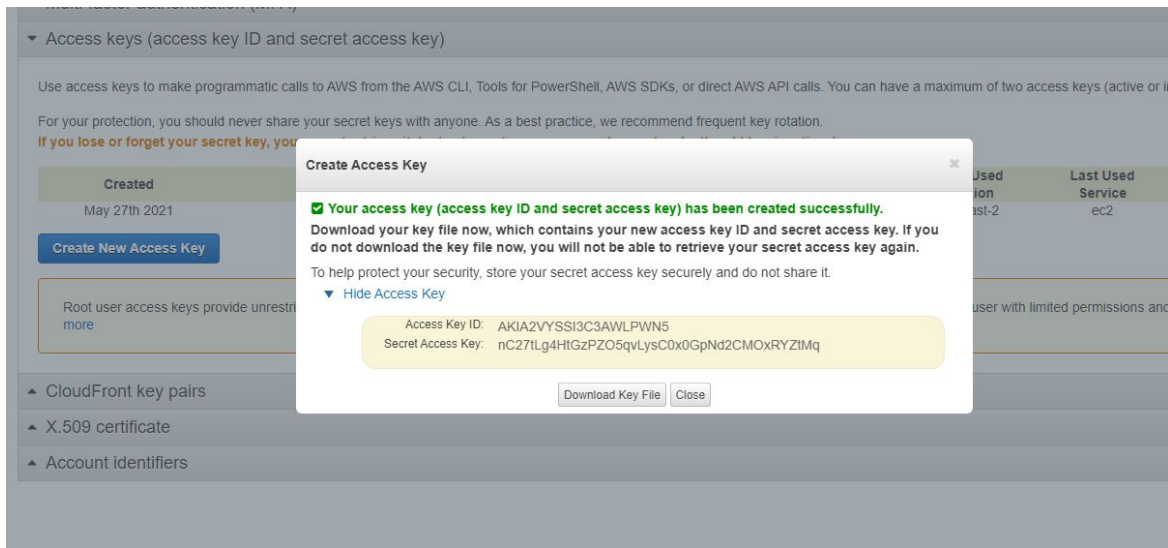 Access keys (access key ID and secret access key)
Use access keys to make programmatic calls to AWS from the AWS CLI, Tools for PowerShell, AWS SDKs, or direct AWS API calls. You can have a maximum of two access keys (active or
For your protection, you should never share your secret keys with anyone. As a best practice, we recommend frequent key rotation.
If you lose or forget your secret key,
Created
Used
Last Used
Service
May 27th 2021
ast-2
ec2
Create New Access Key
Root user access keys provide
user with limited permissions
more
Create Access Key
Your access key (access key ID and secret access key) has been created successfully.
Download your key file now, which contains your new access key ID and secret access key. If you
do not download the key file now, you will not be able to retrieve your secret access key again.
To help protect your security, store your secret access key securely and do not share it.
Hide Access Key
Access Key ID: AKIA2VYSSI3C3AWLPWN5
Secret Access Key: nC27tLg4HtGzPZO5qvLysC0x0GpNd2CMOxRYZtMq
Download Key File Close
CloudFront key pairs
X.509 certificate
Account identifiers